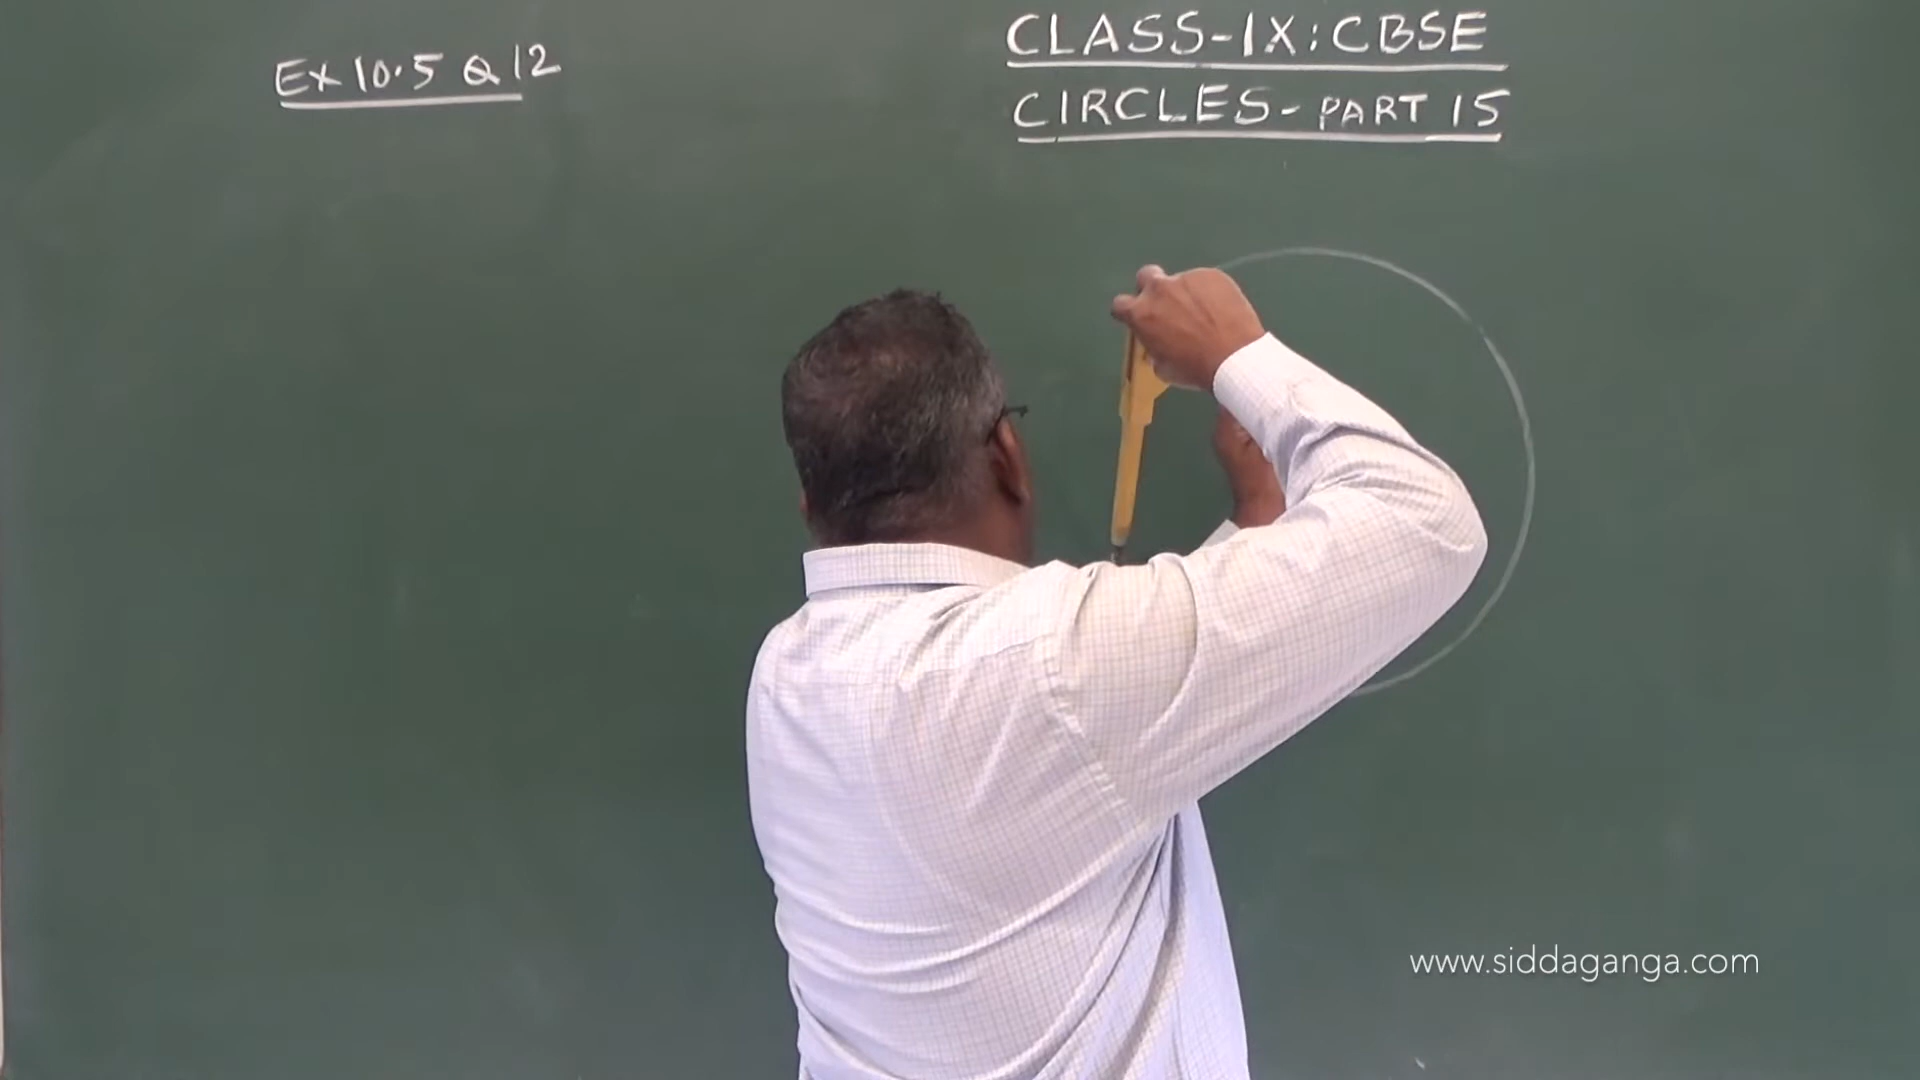 Ex 10.5 Q 12
CLASS-IX: CBSE
CIRCLES - PART 15
www.siddaganga.com